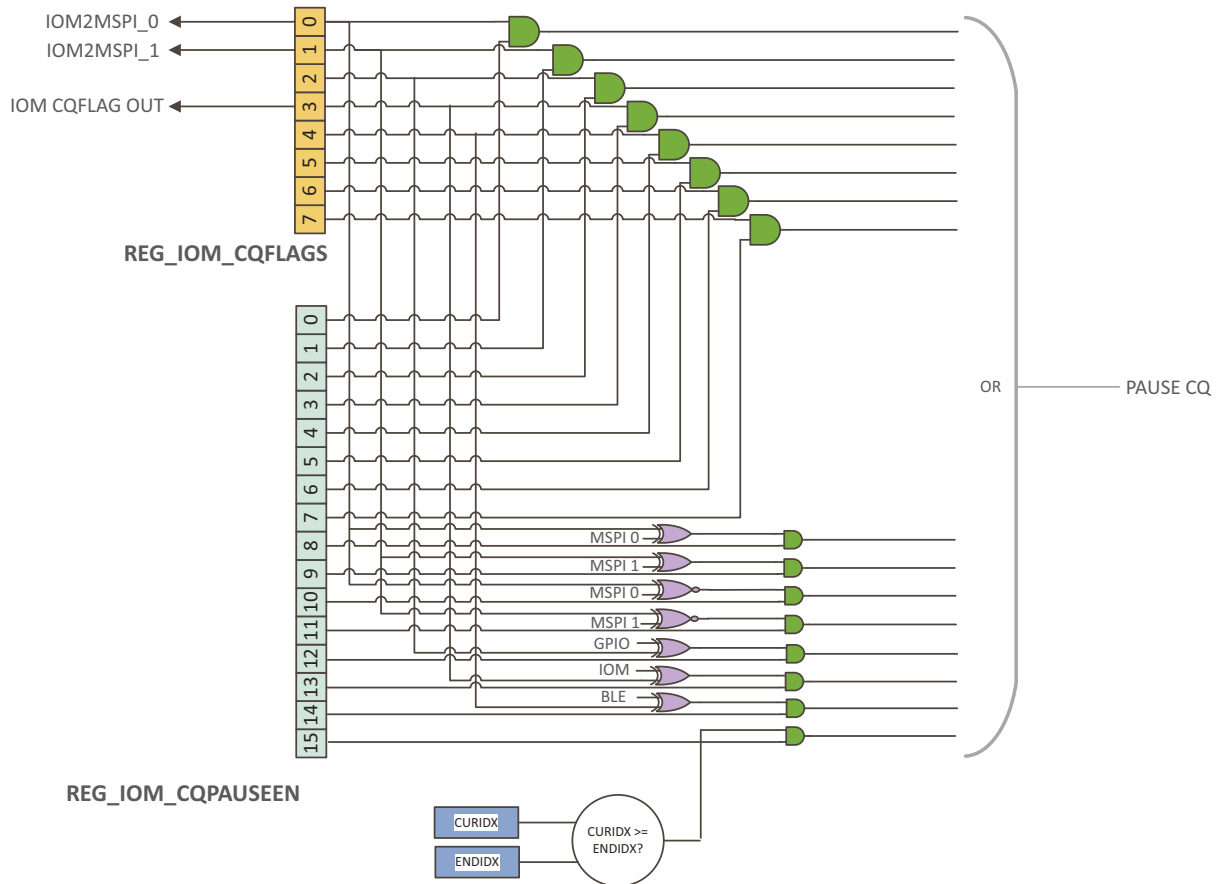 IOM2MSPI_0
IOM2MSPI_1
IOM CQFLAG OUT
0
1
2
3
4
5
6
7
REG_IOM_CQFLAGS
0
1
2
3
4
5
6
7
8
9
10
11
12
13
14
15
REG_IOM_CQPAUSEEN
MSPI 0
MSPI 1
MSPI 0
MSPI 1
GPIO
IOM
BLE
OR
PAUSE CQ
CURIDX
ENDIDX
CURIDX >=
ENDIDX?